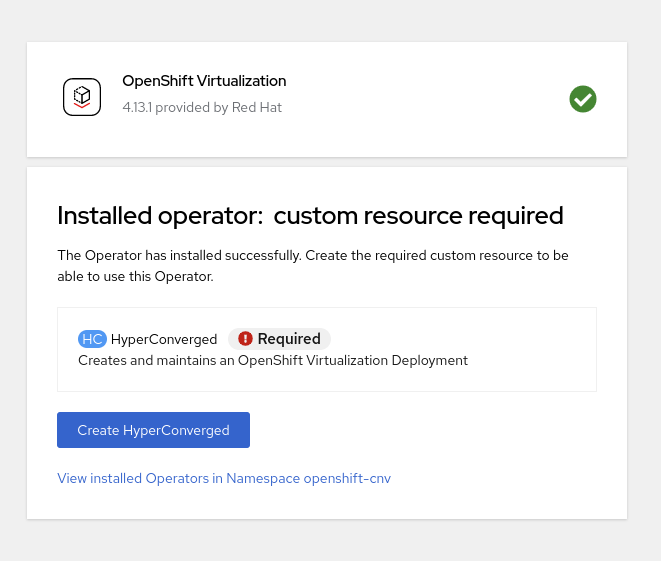 OpenShift Virtualization
4.13.1 provided by Red Hat
Installed operator: custom resource required
The Operator has installed successfully. Create the required custom resource to be
able to use this Operator.
HC HyperConverged Required
Creates and maintains an OpenShift Virtualization Deployment
Create HyperConverged
View installed Operators in Namespace openshift-cnv